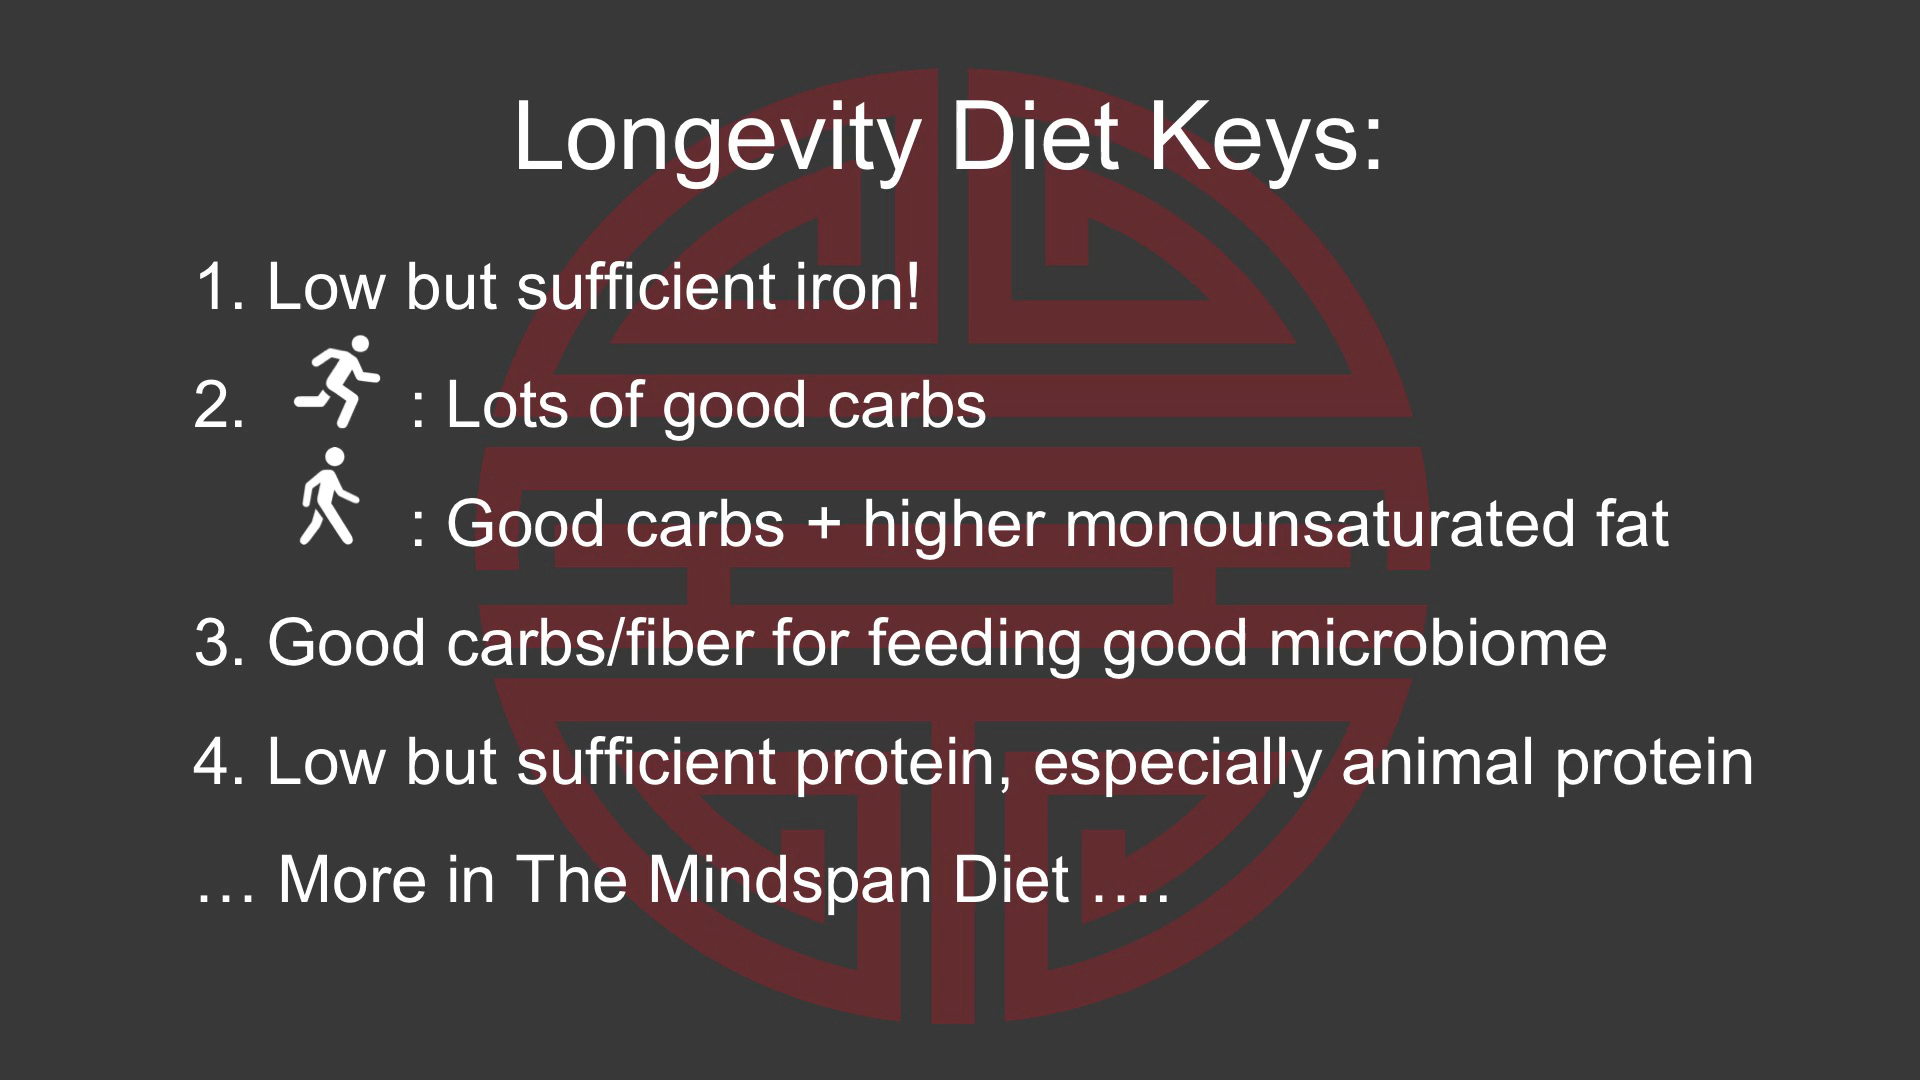 Longevity Diet Keys:
1. Low but sufficient iron!
2. : Lots of good carbs
: Good carbs + higher monounsaturated fat
3. Good carbs/fiber for feeding good microbiome
4. Low but sufficient protein, especially animal protein
… More in The Mindspan Diet ….